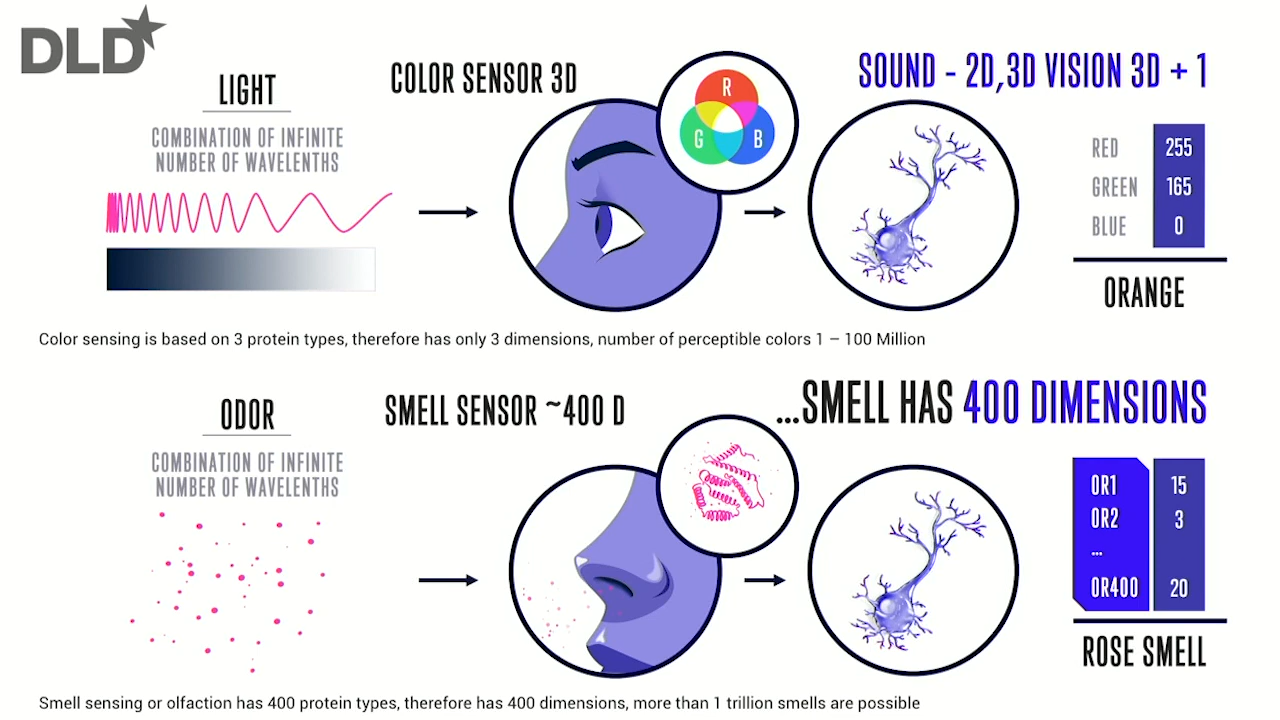 DLD
LIGHT
COMBINATION OF INFINITE
NUMBER OF WAVELENTHS
COLOR SENSOR 3D
R
G B
SOUND - 2D,3D VISION 3D + 1
RED 255
GREEN 165
BLUE 0
ORANGE
Color sensing is based on 3 protein types, therefore has only 3 dimensions, number of perceptible colors 1 – 100 Million
ODOR
COMBINATION OF INFINITE
NUMBER OF WAVELENTHS
SMELL SENSOR ~400 D
...SMELL HAS 400 DIMENSIONS
OR1 15
OR2 3
...
OR400 20
ROSE SMELL
Smell sensing or olfaction has 400 protein types, therefore has 400 dimensions, more than 1 trillion smells are possible